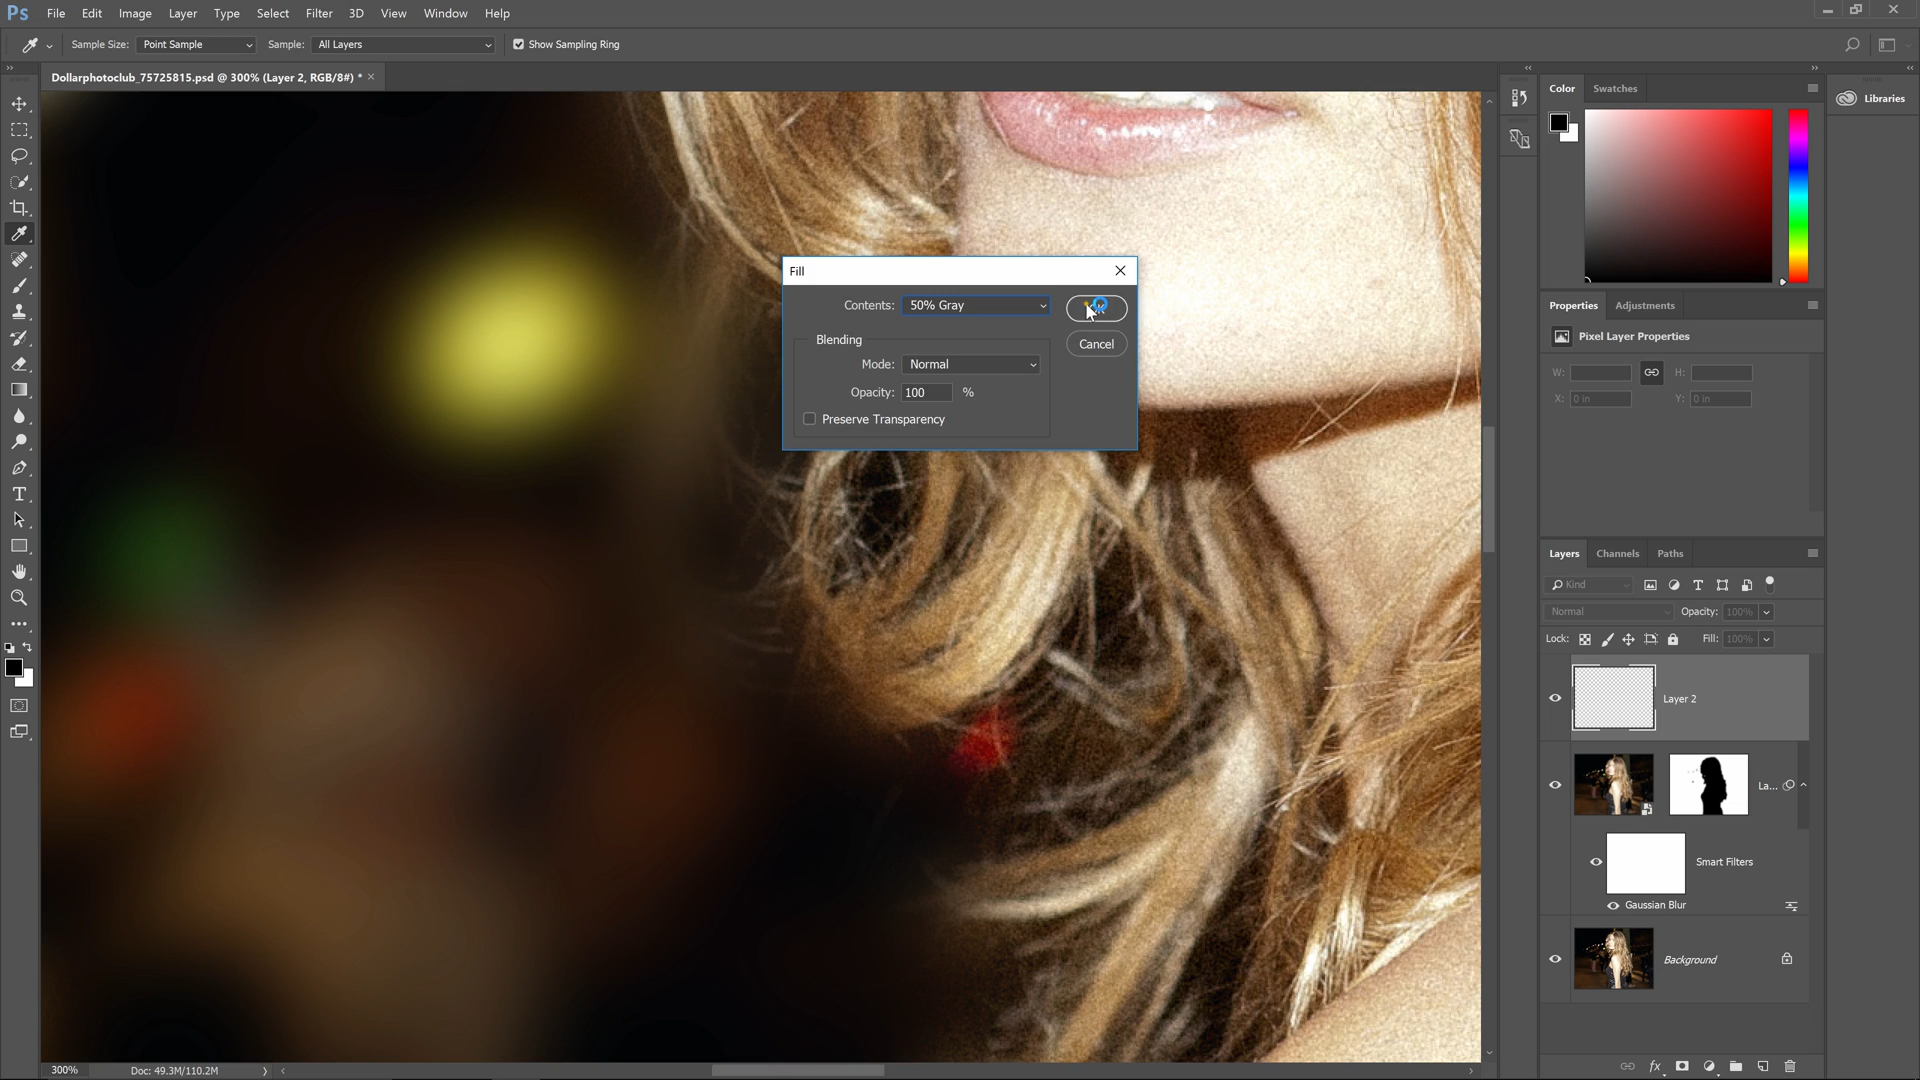 Ps File Edit Image Layer Type Select Filter 3D View Window Help
Sample Size: Point Sample Sample: All Layers Show Sampling Ring
Dollarphotoclub_75725815.psd @ 300% (Layer 2, RGB/8#) * ×
Color Swatches
Libraries
Fill
Contents: 50% Gray
Cancel
Blending
Mode: Normal
Opacity: 100 %
Preserve Transparency
Properties Adjustments
Pixel Layer Properties
W: H:
X: 0 in Y: 0 in
Layers Channels Paths
Kind
Normal Opacity: 100%
Lock: Fill: 100%
Layer 2
La...
Smart Filters
Gaussian Blur
Background
fx
300% Doc: 49.3M/110.2M